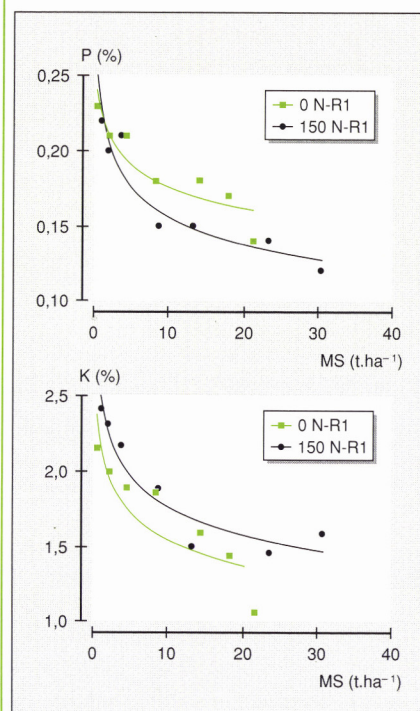 P (%)
0,25
0 N-R1
150 N-R1
0,20
0,15
0,10
0 10 20 30 40
MS (t.ha⁻¹)
K (%)
2,5
0 N-R1
150 N-R1
2,0
1,5
1,0
0 10 20 30 40
MS (t.ha⁻¹)